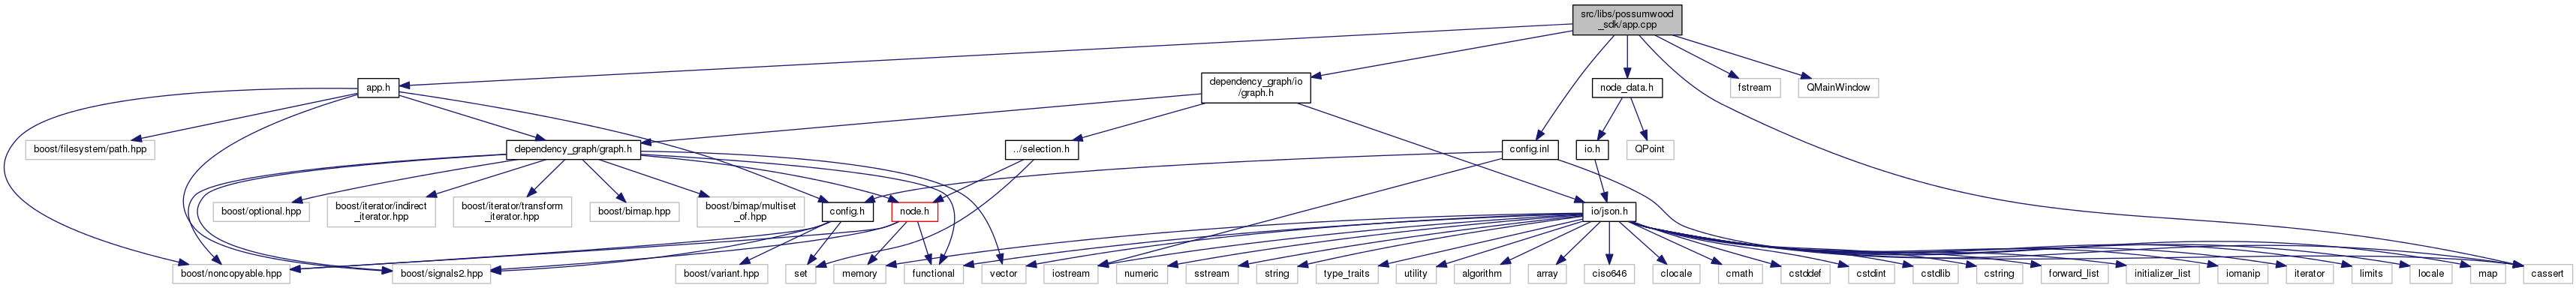 src/libs/possumwood
_sdk/app.cpp
app.h
dependency_graph/io
/graph.h
node_data.h
fstream
QMainWindow
boost/filesystem/path.hpp
dependency_graph/graph.h
../selection.h
config.inl
io.h
QPoint
boost/optional.hpp
boost/iterator/indirect
_iterator.hpp
boost/iterator/transform
_iterator.hpp
boost/bimap.hpp
boost/bimap/multiset
_of.hpp
config.h
node.h
io/json.h
boost/noncopyable.hpp
boost/signals2.hpp
boost/variant.hpp
set
memory
functional
vector
iostream
numeric
sstream
string
type_traits
utility
algorithm
array
ciso646
clocale
cmath
cstddef
cstdint
cstdlib
cstring
forward_list
initializer_list
iomanip
iterator
limits
locale
map
cassert